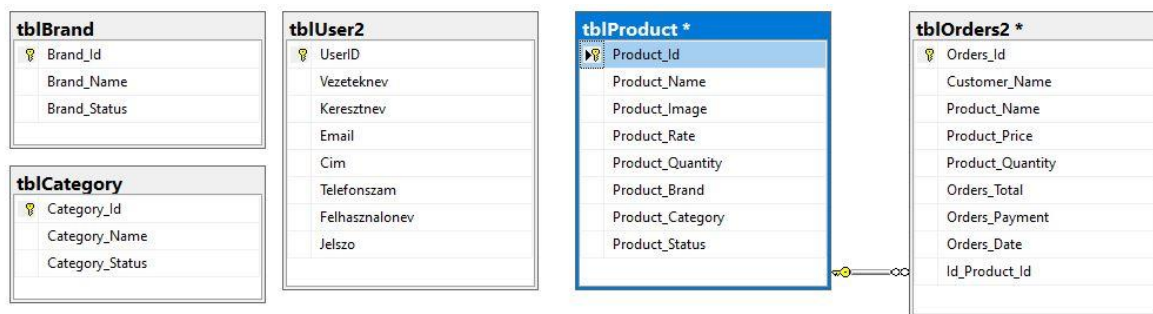 tblBrand
Brand_Id
Brand_Name
Brand_Status
tblCategory
Category_Id
Category_Name
Category_Status
tblUser2
UserID
Vezeteknev
Keresztnev
Email
Cim
Telefonszam
Felhasznalonev
Jelszo
tblProduct *
Product_Id
Product_Name
Product_Image
Product_Rate
Product_Quantity
Product_Brand
Product_Category
Product_Status
tblOrders2 *
Orders_Id
Customer_Name
Product_Name
Product_Price
Product_Quantity
Orders_Total
Orders_Payment
Orders_Date
Id_Product_Id